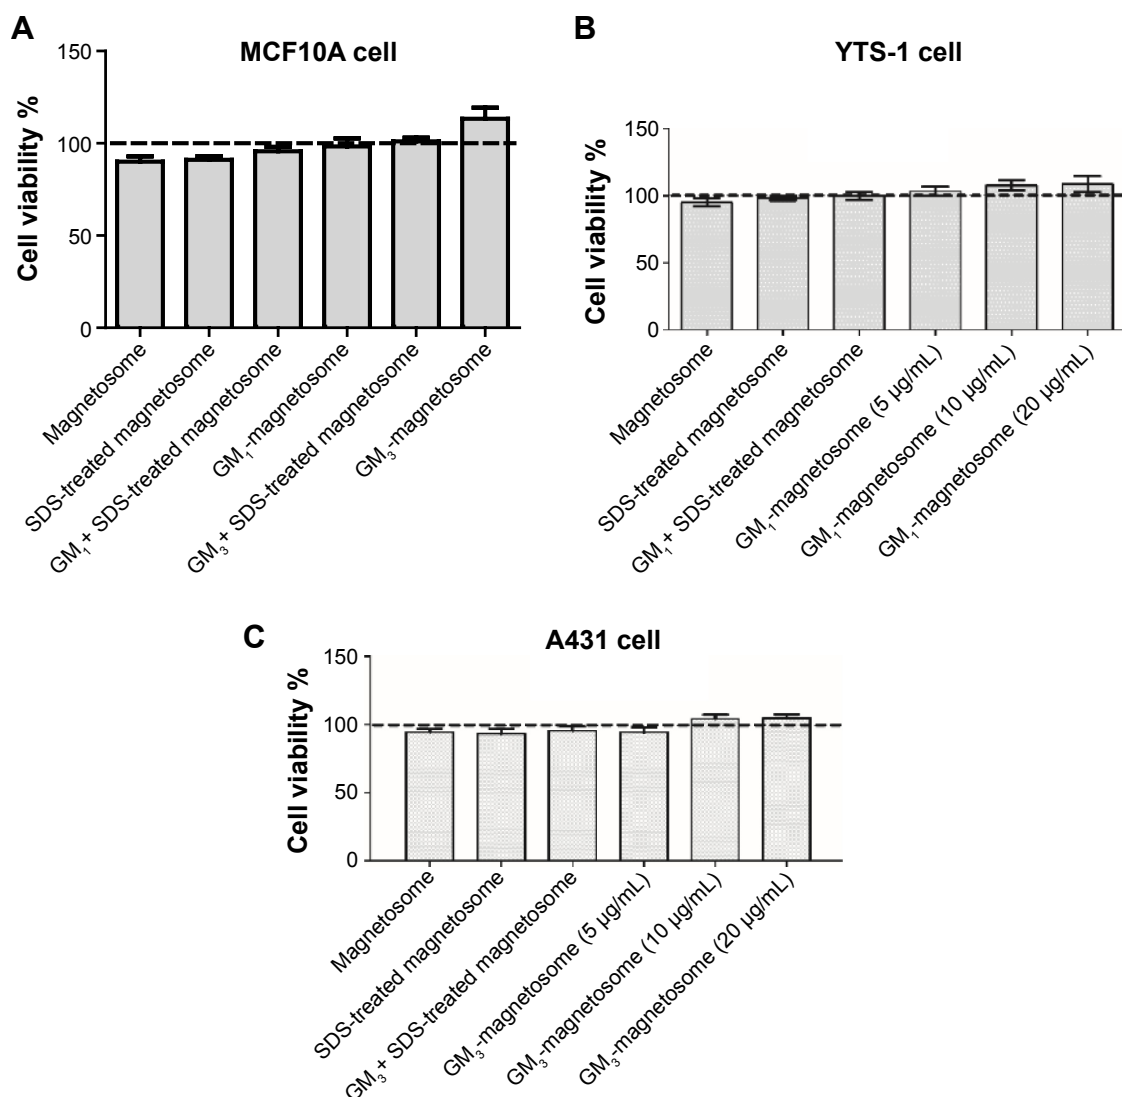 A
MCF10A cell
Cell viability %
150
100
50
0
Magnetosome
SDS-treated magnetosome
GM₁+ SDS-treated magnetosome
GM₁-magnetosome
GM₃+ SDS-treated magnetosome
GM₃-magnetosome
B
YTS-1 cell
Cell viability %
150
100
50
0
Magnetosome
SDS-treated magnetosome
GM₁+ SDS-treated magnetosome
GM₁-magnetosome (5 µg/mL)
GM₁-magnetosome (10 µg/mL)
GM₁-magnetosome (20 µg/mL)
C
A431 cell
Cell viability %
150
100
50
0
Magnetosome
SDS-treated magnetosome
GM₃+ SDS-treated magnetosome
GM₃-magnetosome (5 µg/mL)
GM₃-magnetosome (10 µg/mL)
GM₃-magnetosome (20 µg/mL)